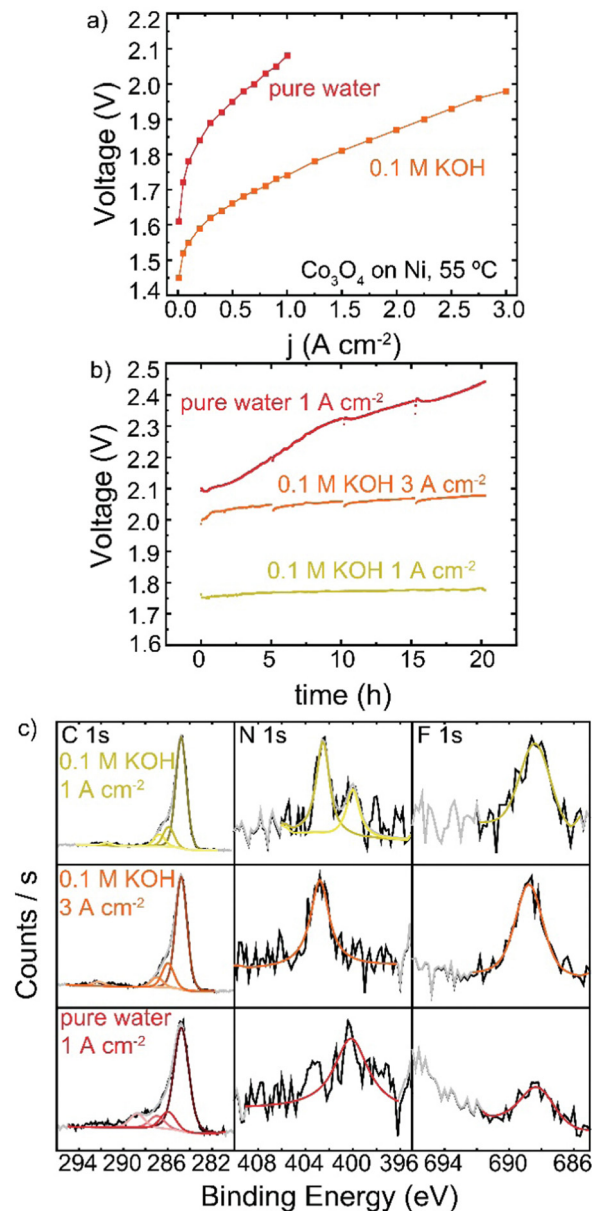 a)
2.2
2.1
2.0
1.9
1.8
1.7
1.6
1.5
1.4
Voltage (V)
pure water
0.1 M KOH
Co₃O₄ on Ni, 55 ºC
0.0 0.5 1.0 1.5 2.0 2.5 3.0
j (A cm⁻²)
b)
2.5
2.4
2.3
2.2
2.1
2.0
1.9
1.8
1.7
1.6
Voltage (V)
pure water 1 A cm⁻²
0.1 M KOH 3 A cm⁻²
0.1 M KOH 1 A cm⁻²
0 5 10 15 20
time (h)
c)
C 1s N 1s F 1s
0.1 M KOH
1 A cm⁻²
0.1 M KOH
3 A cm⁻²
pure water
1 A cm⁻²
Counts / s
294 290 286 282 408 404 400 396 694 690 686
Binding Energy (eV)